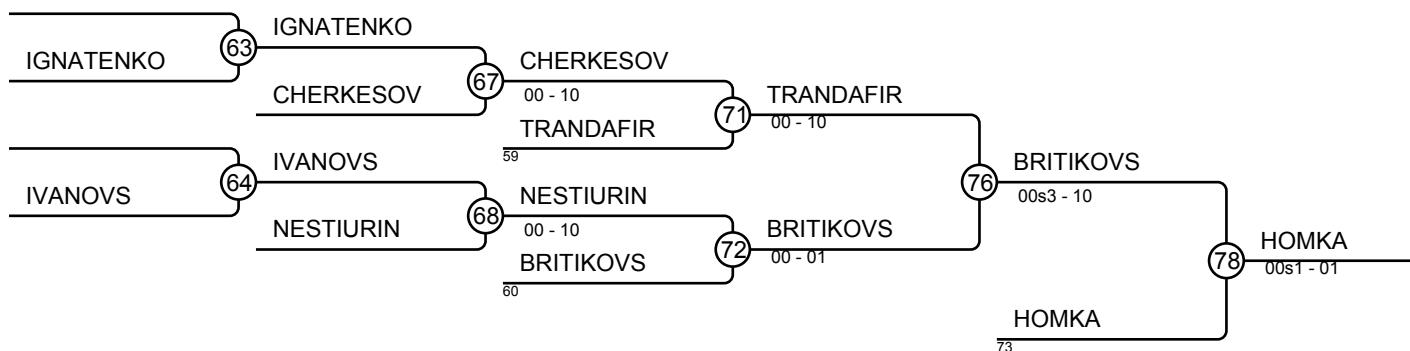 IGNATENKO
63
IGNATENKO
CHERKESOV
67
CHERKESOV
00 - 10
TRANDAFIR
59
71
TRANDAFIR
00 - 10
IVANOVS
64
IVANOVS
NESTIURIN
68
NESTIURIN
00 - 10
BRITIKOVS
60
72
BRITIKOVS
00 - 01
76
BRITIKOVS
00s3 - 10
HOMKA
73
78
HOMKA
00s1 - 01